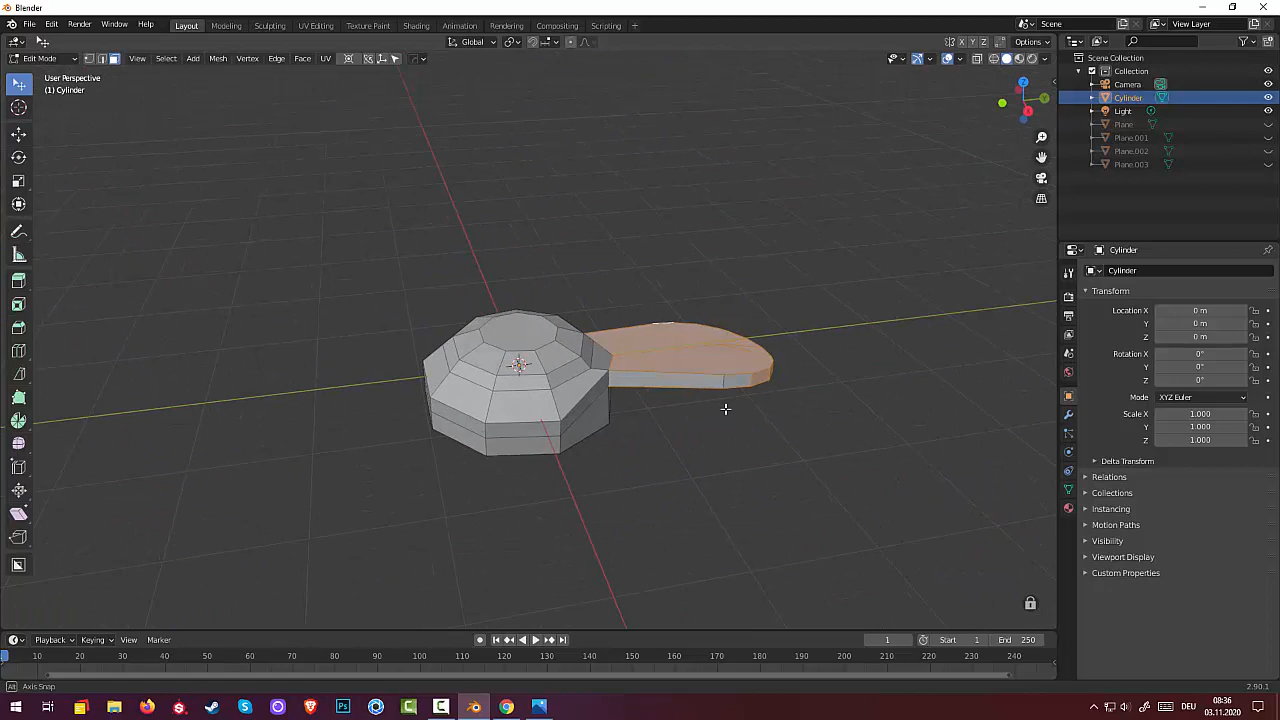 Blender
File Edit Render Window Help Layout Modeling Sculpting UV Editing Texture Paint Shading Animation Rendering Compositing Scripting + Scene View Layer
Global X Y Z Options
Edit Mode View Select Add Mesh Vertex Edge Face UV
User Perspective
(1) Cylinder
Z
Y
X
Scene Collection
Collection
Camera
Cylinder
Light
Plane
Plane.001
Plane.002
Plane.003
Cylinder
Cylinder
Transform
Location X 0 m
Y 0 m
Z 0 m
Rotation X 0°
Y 0°
Z 0°
Mode XYZ Euler
Scale X 1.000
Y 1.000
Z 1.000
Delta Transform
Relations
Collections
Instancing
Motion Paths
Visibility
Viewport Display
Custom Properties
Playback Keying View Marker 1 Start 1 End 250
10 20 30 40 50 60 70 80 90 100 110 120 130 140 150 160 170 180 190 200 210 220 230 240
Axis Snap 2.90.1
DEU 08:36
03.11.2020